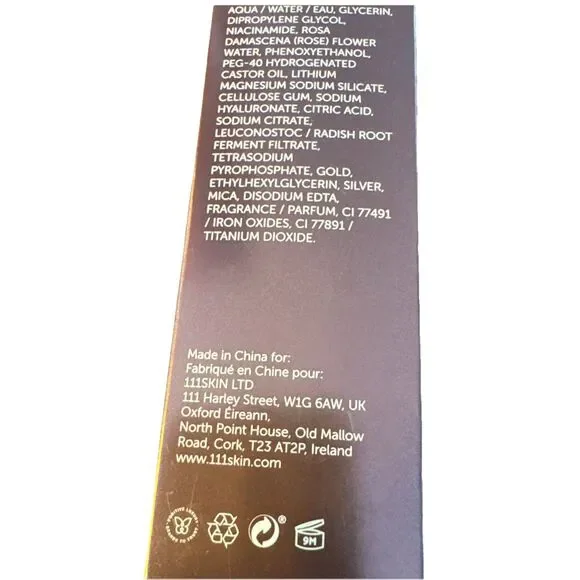 AQUA / WATER / EAU, GLYCERIN,
DIPROPYLENE GLYCOL,
NIACINAMIDE, ROSA
DAMASCENA (ROSE) FLOWER
WATER, PHENOXYETHANOL,
PEG-40 HYDROGENATED
CASTOR OIL, LITHIUM
MAGNESIUM SODIUM SILICATE,
CELLULOSE GUM, SODIUM
HYALURONATE, CITRIC ACID,
SODIUM CITRATE,
LEUCONOSTOC / RADISH ROOT
FERMENT FILTRATE,
TETRASODIUM
PYROPHOSPHATE, GOLD,
ETHYLHEXYLGLYCERIN, SILVER,
MICA, DISODIUM EDTA,
FRAGRANCE / PARFUM, CI 77491
/ IRON OXIDES, CI 77891 /
TITANIUM DIOXIDE.
Made in China for:
Fabriqué en Chine pour:
111SKIN LTD
111 Harley Street, W1G 6AW, UK
Oxford Éireann,
North Point House, Old Mallow
Road, Cork, T23 AT2P, Ireland
www.111skin.com
POSITIVE LUXURY
®
9M